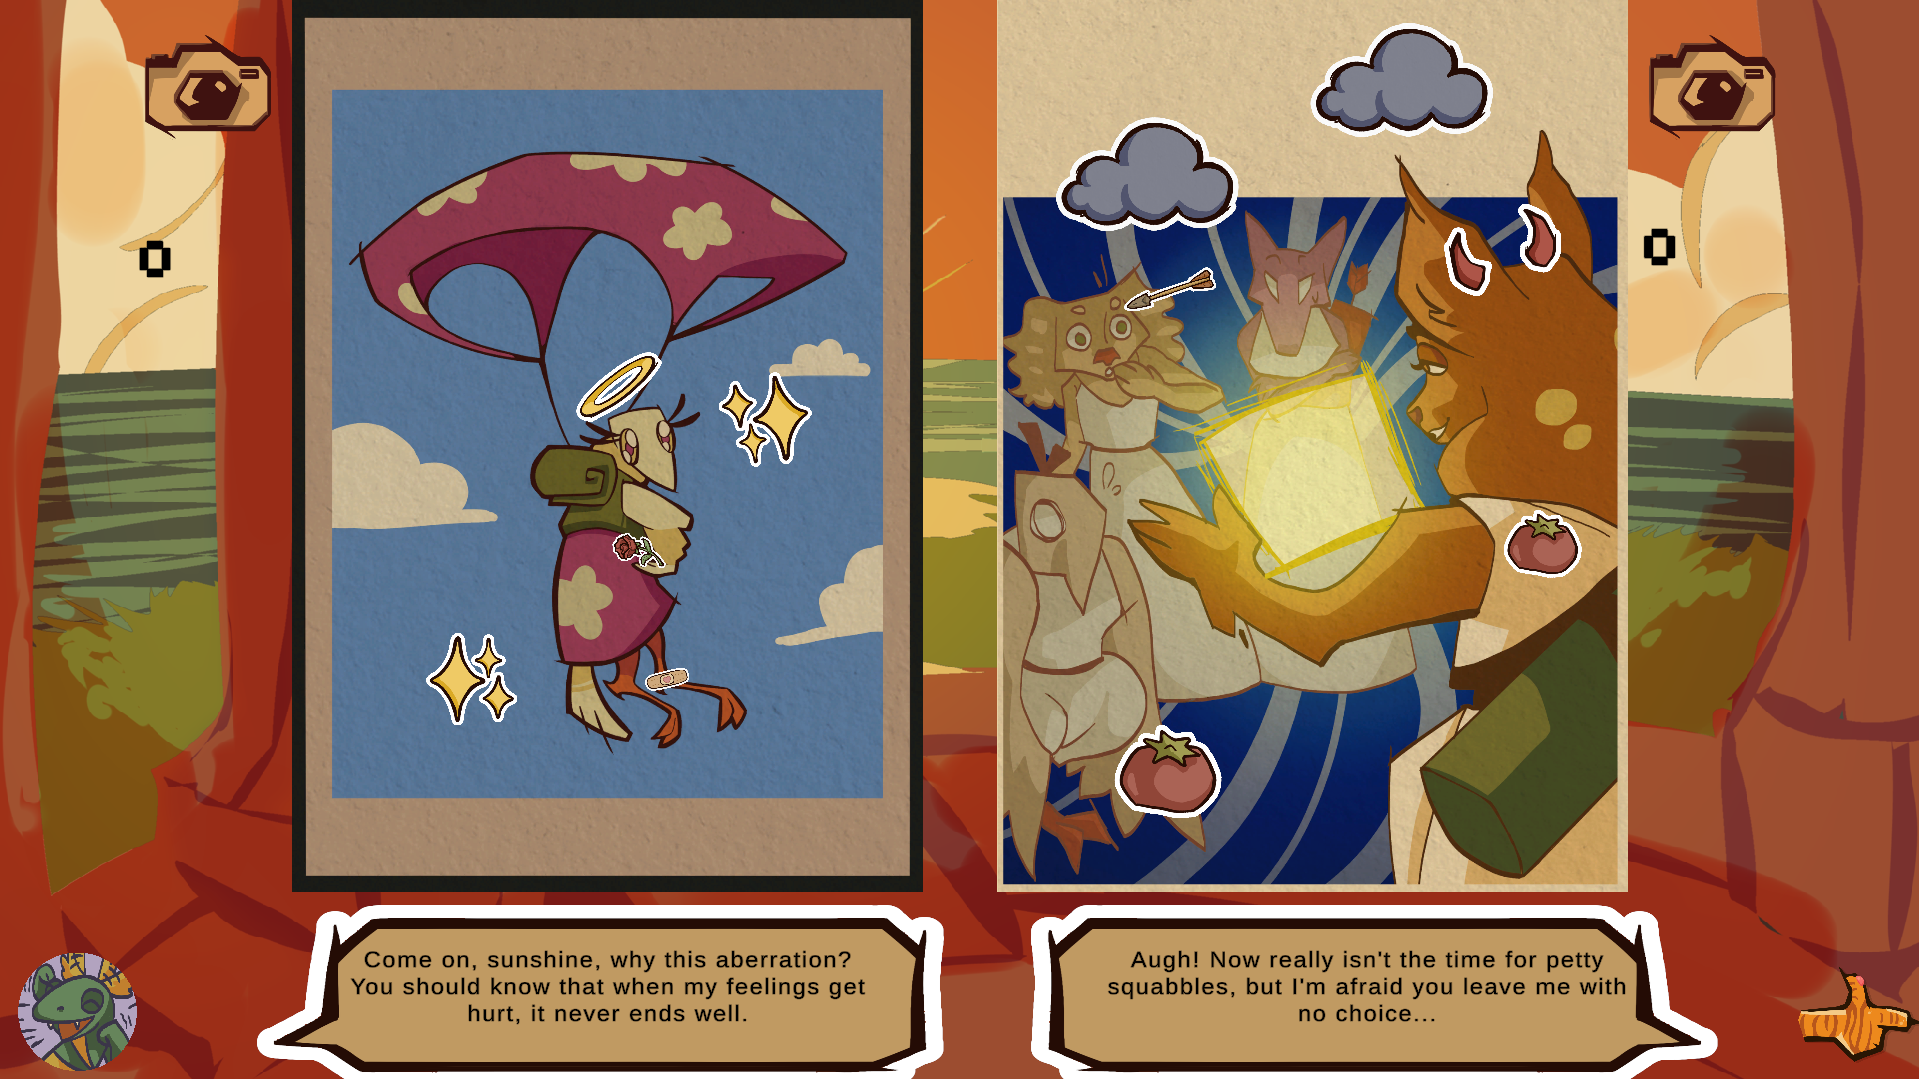 0
0
Come on, sunshine, why this aberration?
You should know that when my feelings get
hurt, it never ends well.
Augh! Now really isn't the time for petty
squabbles, but I'm afraid you leave me with
no choice...